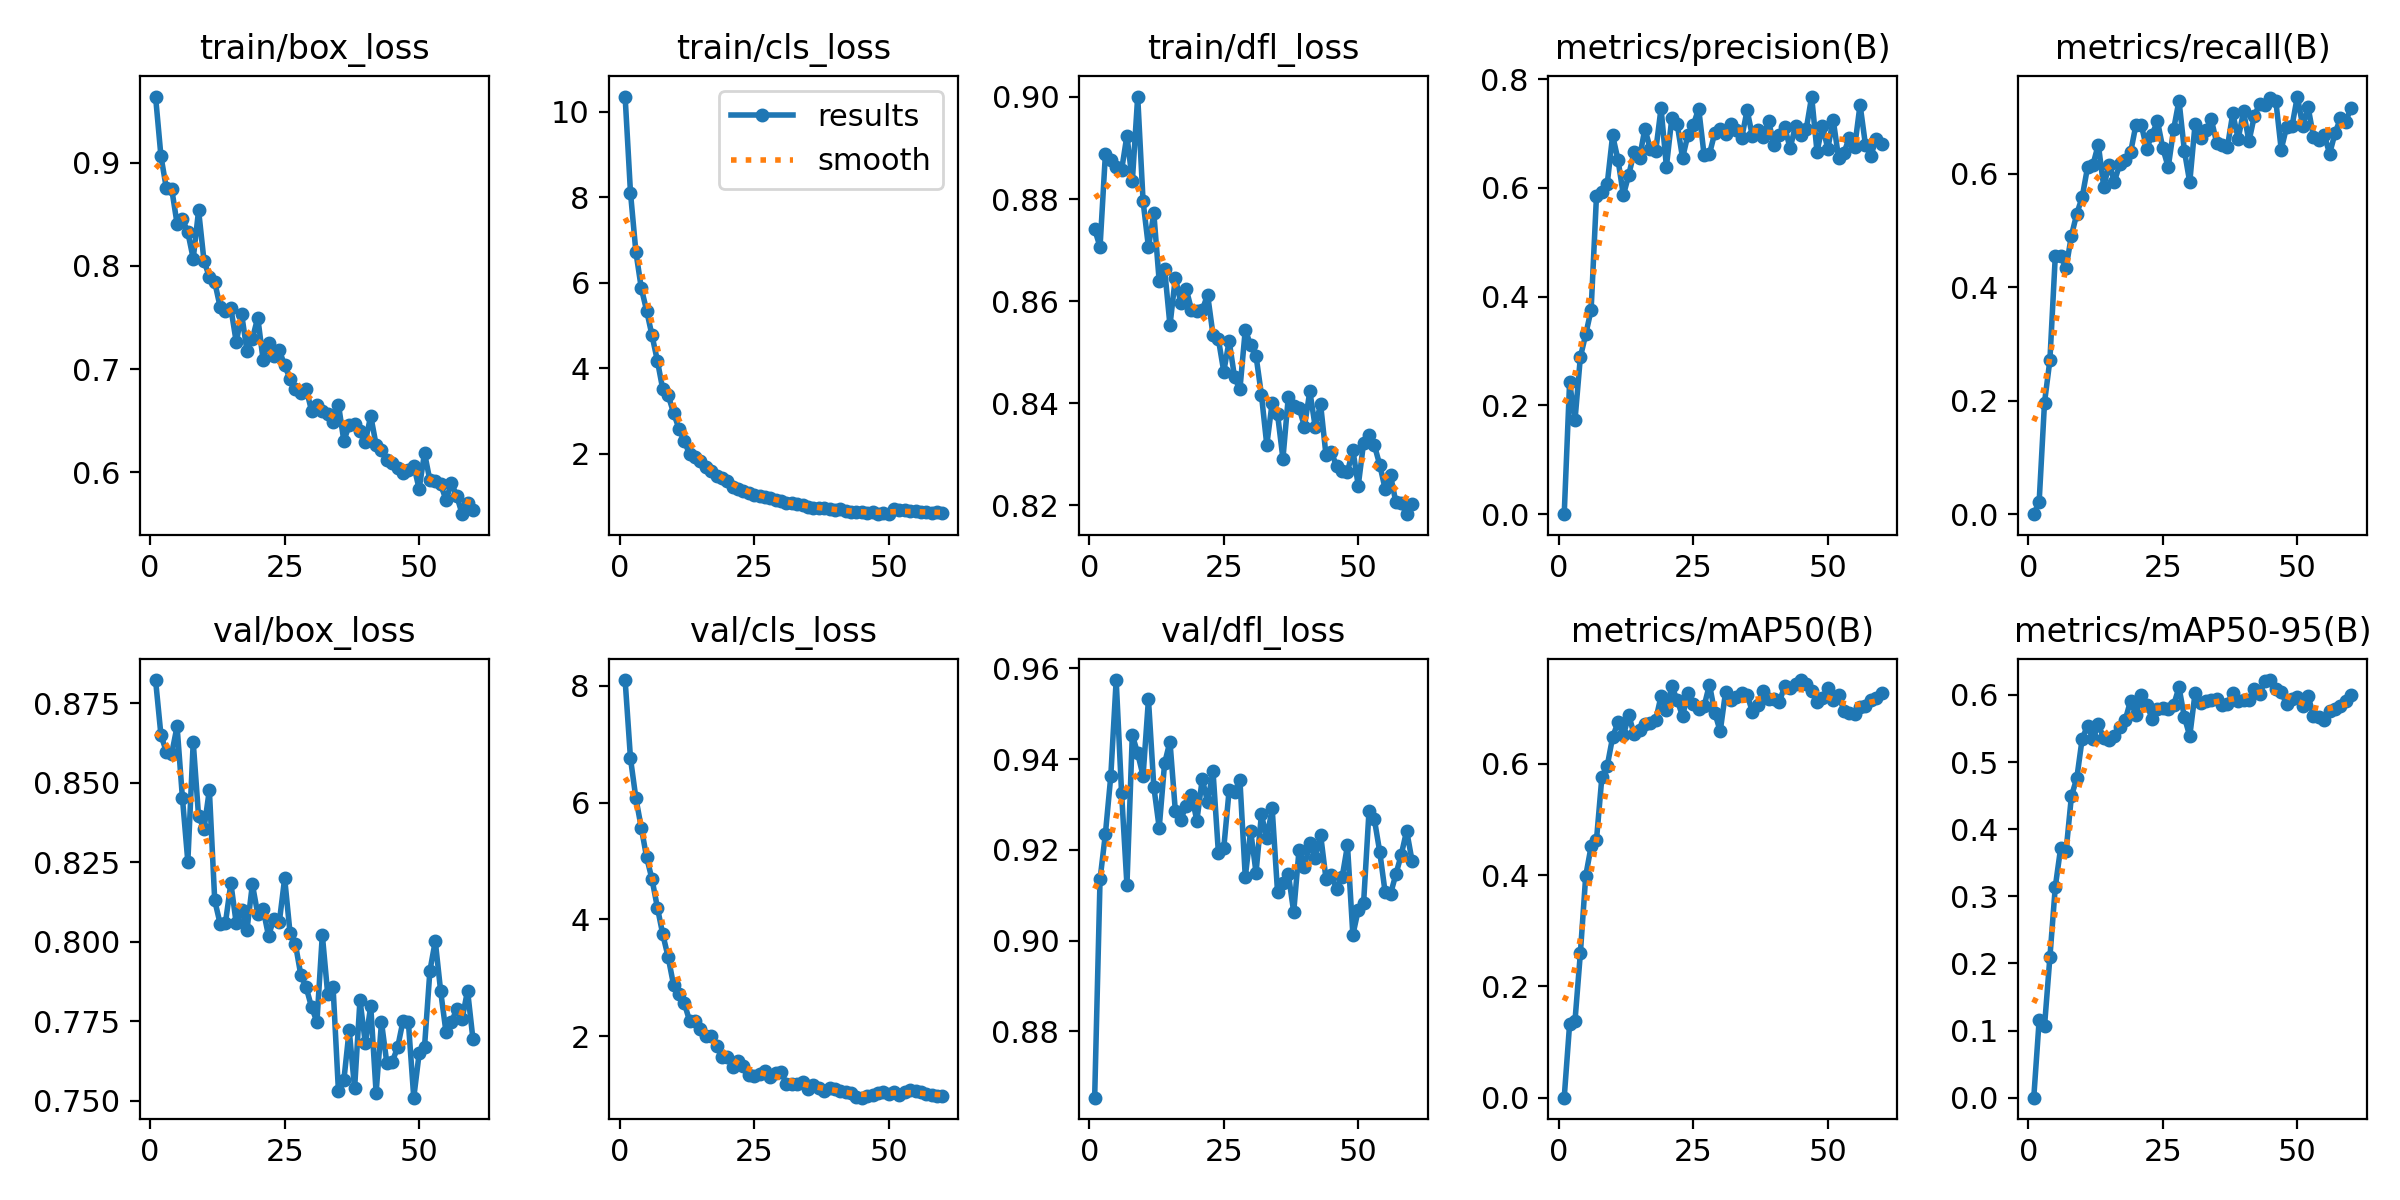 train/box_loss
0.9
0.8
0.7
0.6
0 25 50
train/cls_loss
results
smooth
10
8
6
4
2
0 25 50
train/dfl_loss
0.90
0.88
0.86
0.84
0.82
0 25 50
metrics/precision(B)
0.8
0.6
0.4
0.2
0.0
0 25 50
metrics/recall(B)
0.6
0.4
0.2
0.0
0 25 50
val/box_loss
0.875
0.850
0.825
0.800
0.775
0.750
0 25 50
val/cls_loss
8
6
4
2
0 25 50
val/dfl_loss
0.96
0.94
0.92
0.90
0.88
0 25 50
metrics/mAP50(B)
0.6
0.4
0.2
0.0
0 25 50
metrics/mAP50-95(B)
0.6
0.5
0.4
0.3
0.2
0.1
0.0
0 25 50